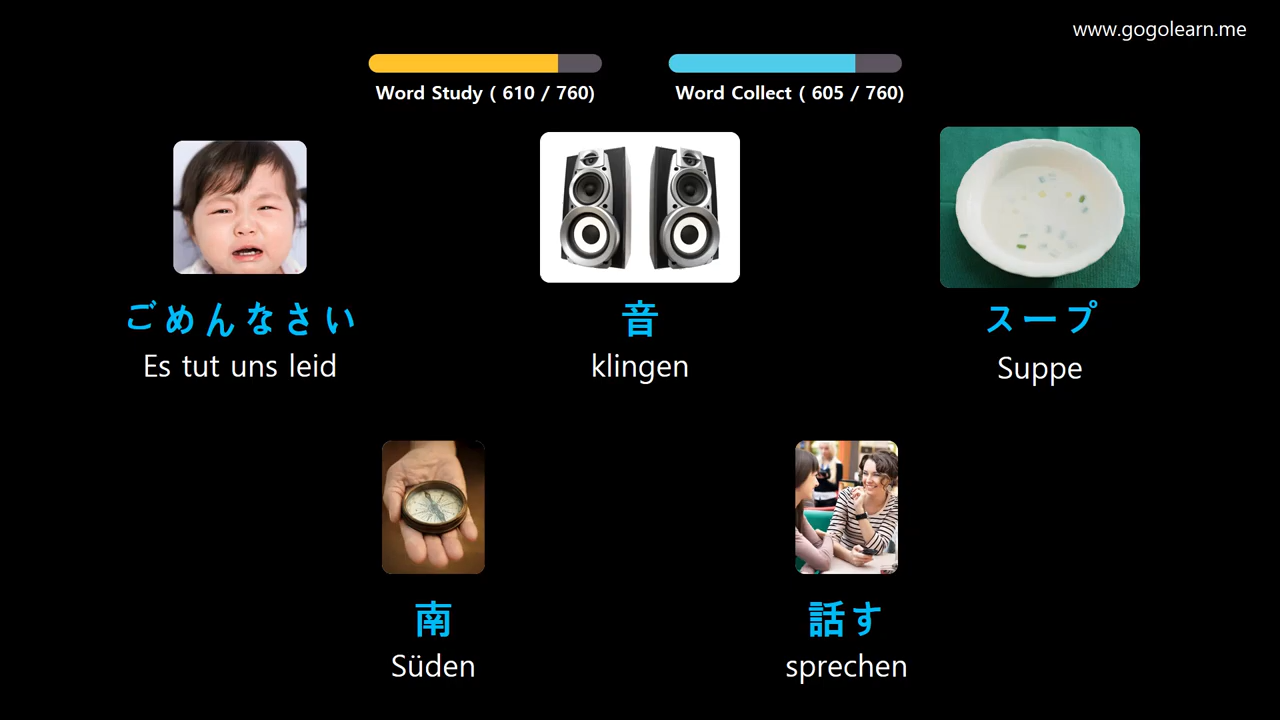 www.gogolearn.me
Word Study ( 610 / 760)
Word Collect ( 605 / 760)
ごめんなさい
Es tut uns leid
音
klingen
スープ
Suppe
南
Süden
話す
sprechen